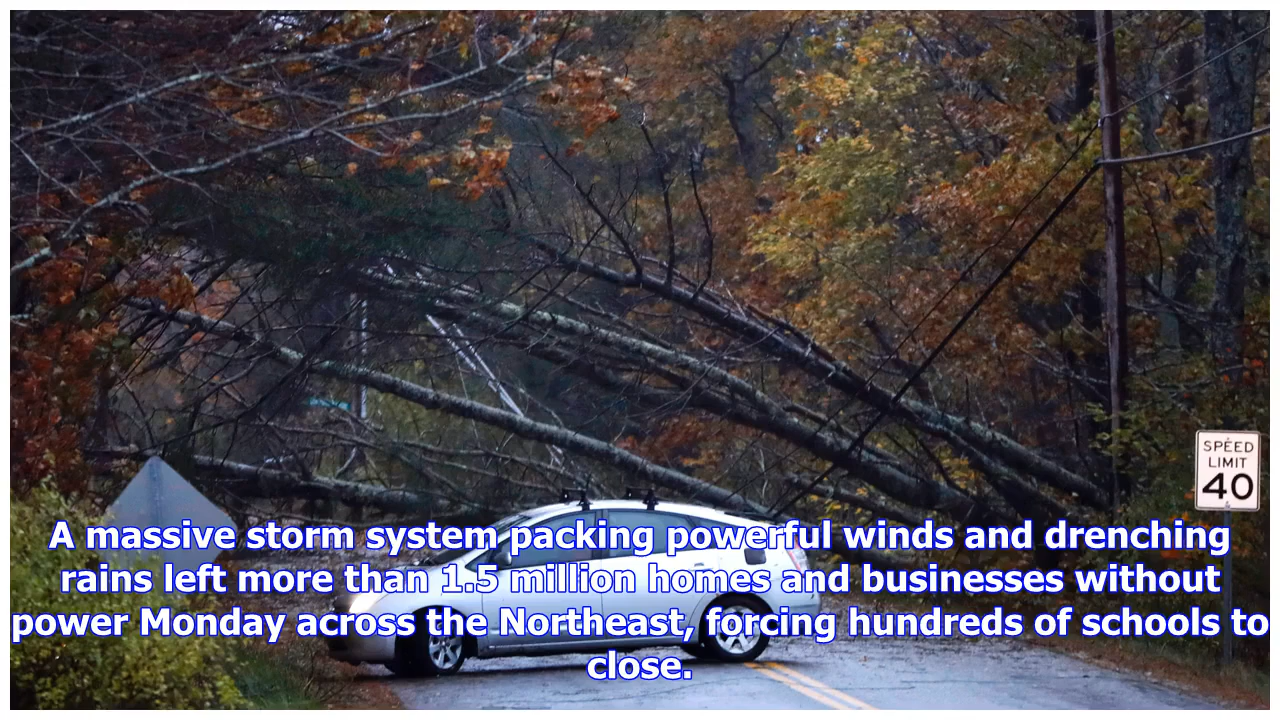 SPEED
LIMIT
40
A massive storm system packing powerful winds and drenching
rains left more than 1.5 million homes and businesses without
power Monday across the Northeast, forcing hundreds of schools to
close.